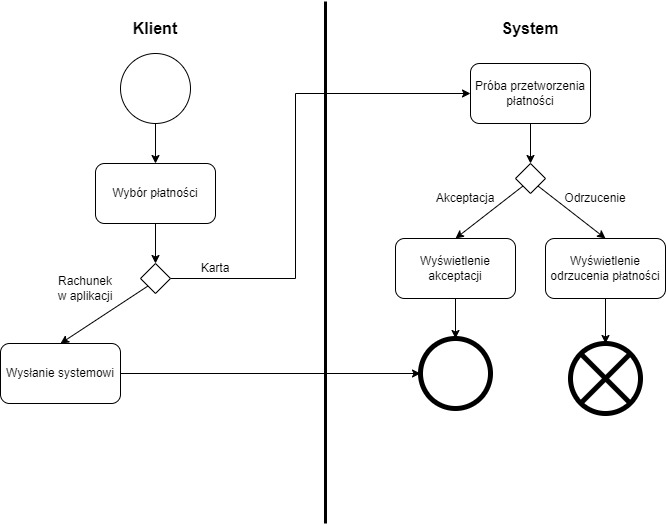 Klient
System
Próba przetworzenia
płatności
Wybór płatności
Akceptacja
Odrzucenie
Karta
Rachunek
w aplikacji
Wyświetlenie
akceptacji
Wyświetlenie
odrzucenia płatności
Wysłanie systemowi